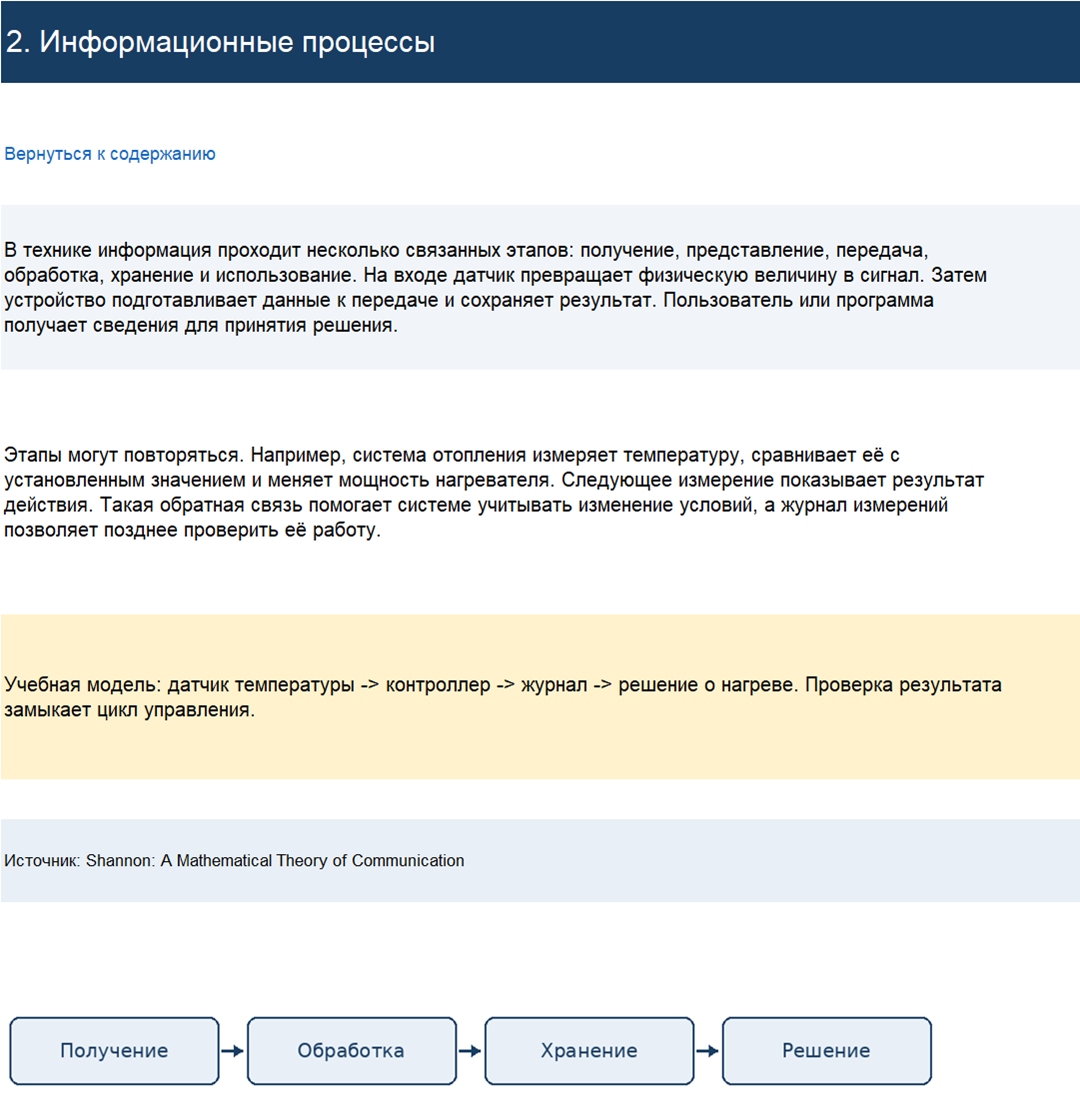 2. Информационные процессы
Вернуться к содержанию
В технике информация проходит несколько связанных этапов: получение, представление, передача,
обработка, хранение и использование. На входе датчик превращает физическую величину в сигнал. Затем
устройство подготавливает данные к передаче и сохраняет результат. Пользователь или программа
получает сведения для принятия решения.
Этапы могут повторяться. Например, система отопления измеряет температуру, сравнивает её с
установленным значением и меняет мощность нагревателя. Следующее измерение показывает результат
действия. Такая обратная связь помогает системе учитывать изменение условий, а журнал измерений
позволяет позднее проверить её работу.
Учебная модель: датчик температуры -> контроллер -> журнал -> решение о нагреве. Проверка результата
замыкает цикл управления.
Источник: Shannon: A Mathematical Theory of Communication
Получение Обработка Хранение Решение